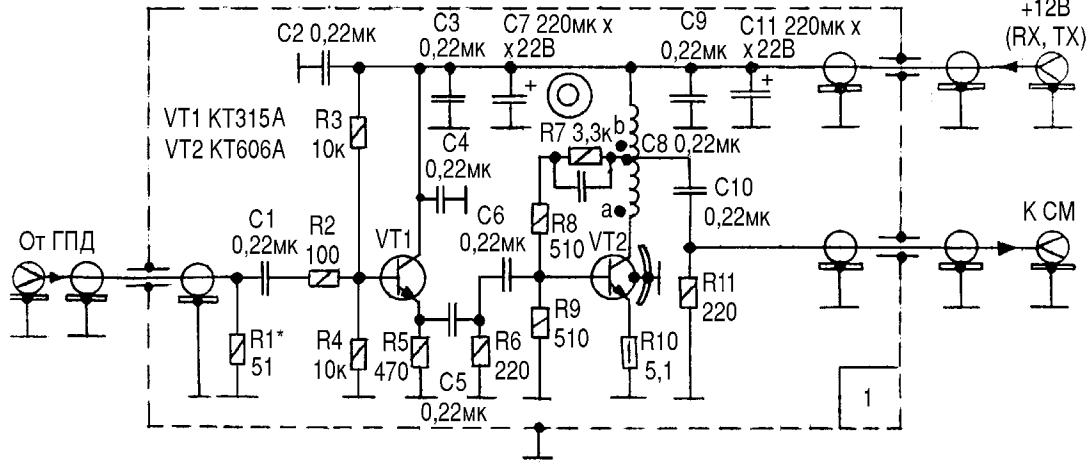 +12В
(RX, TX)
C2 0,22мк
C3
0,22мк
C7 220мк х
х 22В
C9
0,22мк
C11 220мк х
х 22В
+
+
VT1 КТ315А
VT2 КТ606А
R3
10к
C4
0,22мк
R7 3,3к
b
C8 0,22мк
a
C10
0,22мк
К СМ
От ГПД
C1
0,22мк
R2
100
VT1
C6
0,22мк
R8
510
VT2
R11
220
R1*
51
R4
10к
R5
470
C5
0,22мк
R6
220
R9
510
R10
5,1
1